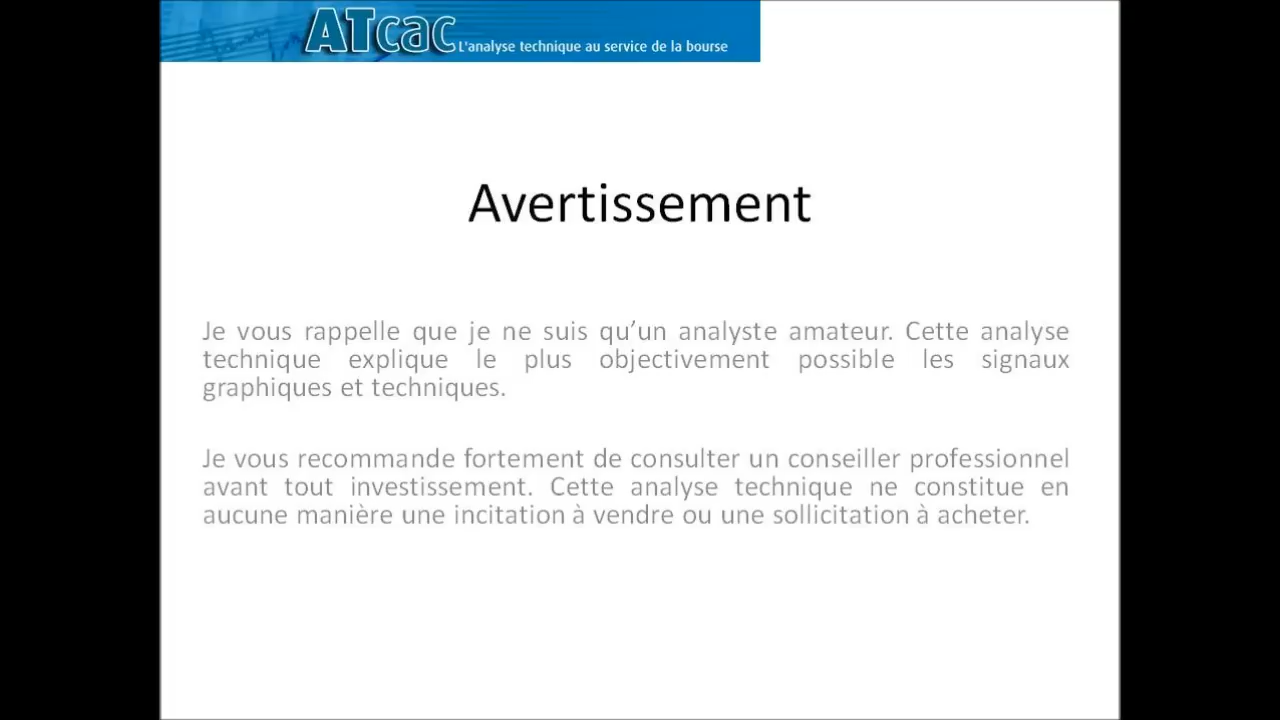 ATcac L'analyse technique au service de la bourse
Avertissement
Je vous rappelle que je ne suis qu’un analyste amateur. Cette analyse
technique explique le plus objectivement possible les signaux
graphiques et techniques.
Je vous recommande fortement de consulter un conseiller professionnel
avant tout investissement. Cette analyse technique ne constitue en
aucune manière une incitation à vendre ou une sollicitation à acheter.